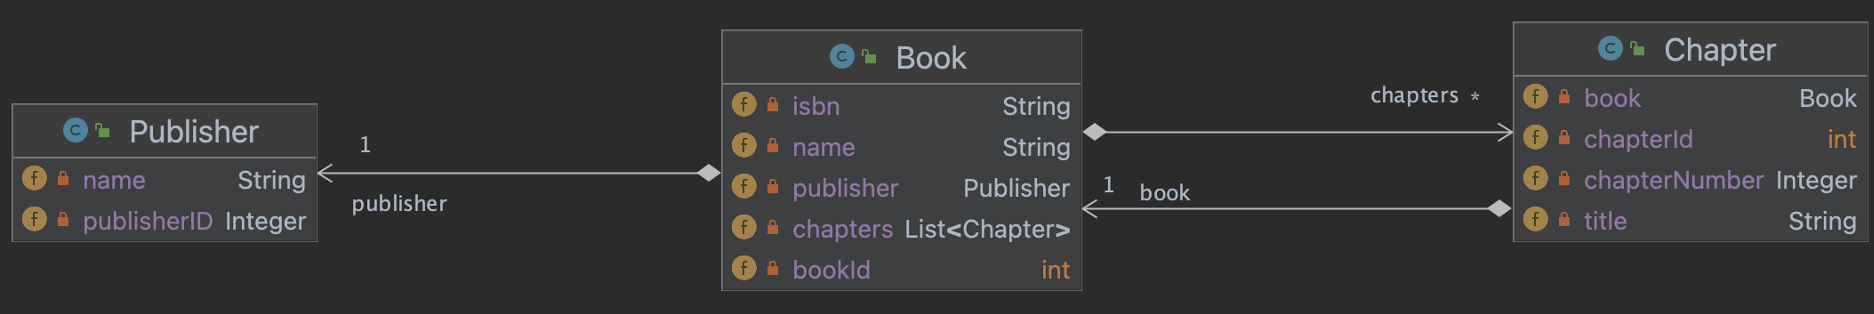 Publisher
name String
publisherID Integer
1
publisher
Book
isbn String
name String
publisher Publisher
chapters List<Chapter>
bookId int
chapters *
1 book
Chapter
book Book
chapterId int
chapterNumber Integer
title String